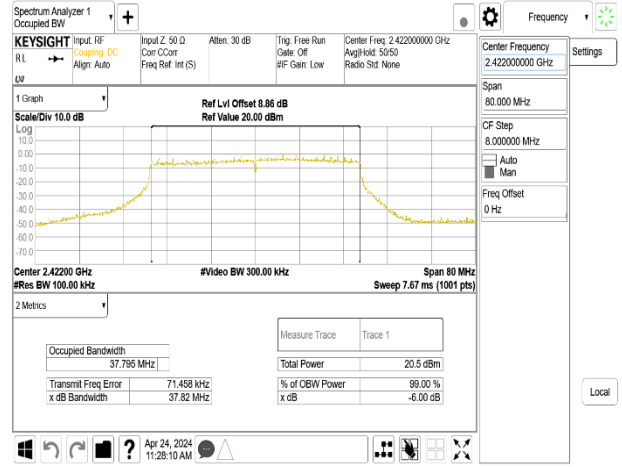 Spectrum Analyzer 1
Occupied BW
Frequency
KEYSIGHT
RL
Input: RF
Coupling: DC
Align: Auto
Input Z: 50 Ω
Corr CCorr
Freq Ref: Int (S)
Atten: 30 dB
Trig: Free Run
Gate: Off
#IF Gain: Low
Center Freq: 2.422000000 GHz
Avg|Hold: 50/50
Radio Std: None
Center Frequency
2.422000000 GHz
Settings
Span
80.000 MHz
CF Step
8.000000 MHz
Auto
Man
Freq Offset
0 Hz
Local
1 Graph
Scale/Div 10.0 dB
Ref Lvl Offset 8.86 dB
Ref Value 20.00 dBm
Log
10.0
0.00
-10.0
-20.0
-30.0
-40.0
-50.0
-60.0
-70.0
Center 2.42200 GHz
#Video BW 300.00 kHz
Span 80 MHz
#Res BW 100.00 kHz
Sweep 7.67 ms (1001 pts)
2 Metrics
Measure Trace
Trace 1
Occupied Bandwidth
37.795 MHz
Total Power
20.5 dBm
Transmit Freq Error
71.458 kHz
% of OBW Power
99.00 %
x dB Bandwidth
37.82 MHz
x dB
-6.00 dB
Apr 24, 2024
11:28:10 AM